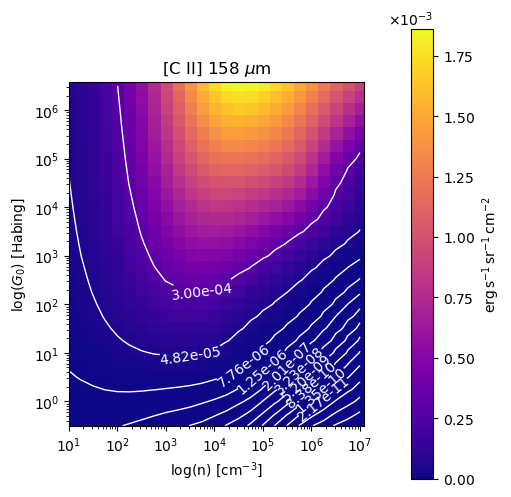 ×10⁻³
[C II] 158 μm
1.75
1.50
1.25
1.00
0.75
0.50
0.25
0.00
erg s⁻¹ sr⁻¹ cm⁻²
log(G₀) [Habing]
10⁶
10⁵
10⁴
10³
10²
10¹
10⁰
3.00e-04
4.82e-05
7.76e-06
1.25e-06
2.01e-07
2.17e-11
10¹ 10² 10³ 10⁴ 10⁵ 10⁶ 10⁷
log(n) [cm⁻³]